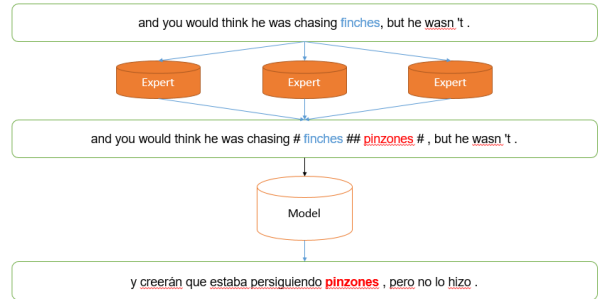 and you would think he was chasing finches, but he wasn 't .
Expert Expert Expert
and you would think he was chasing # finches ## pinzones # , but he wasn 't .
Model
y creerán que estaba persiguiendo pinzones , pero no lo hizo .